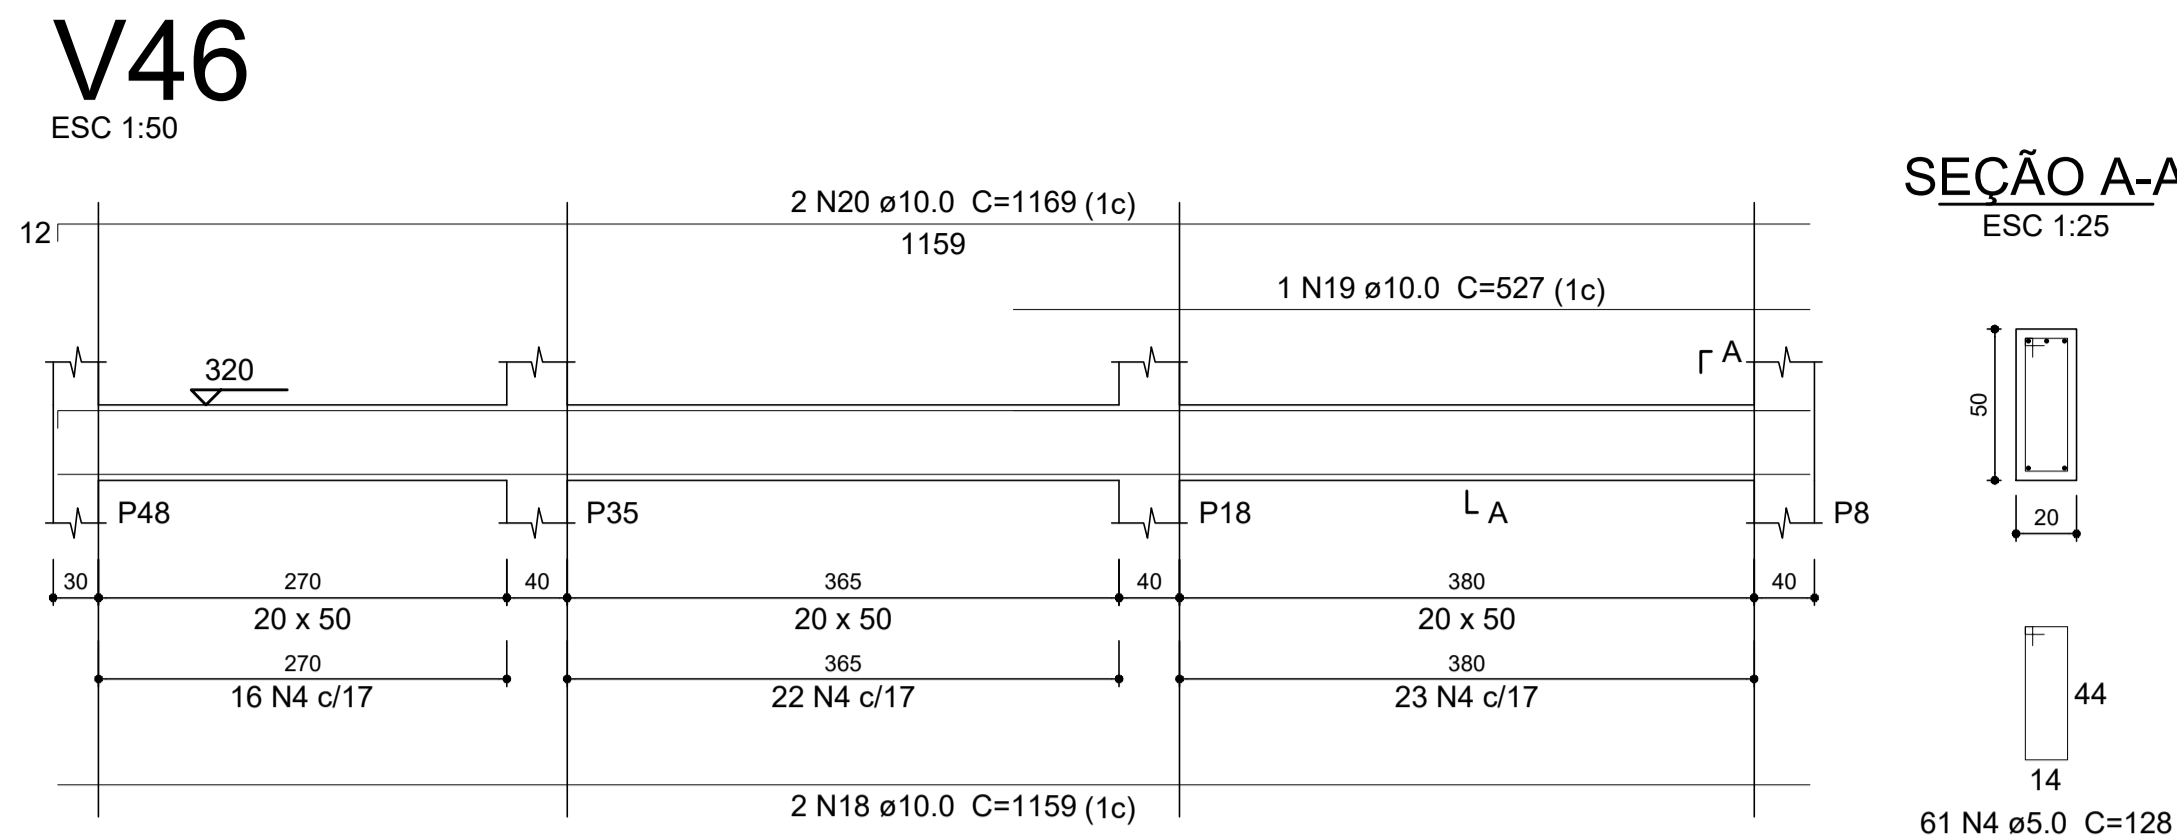 V46
ESC 1:50
SEÇÃO A-A
ESC 1:25
2 N20 ø10.0 C=1169 (1c)
12
1159
1 N19 ø10.0 C=527 (1c)
320
A
50
P48
P35
P18
A
P8
20
30
270
40
365
40
380
40
20 x 50
20 x 50
20 x 50
270
365
380
16 N4 c/17
22 N4 c/17
23 N4 c/17
44
14
2 N18 ø10.0 C=1159 (1c)
61 N4 ø5.0 C=128